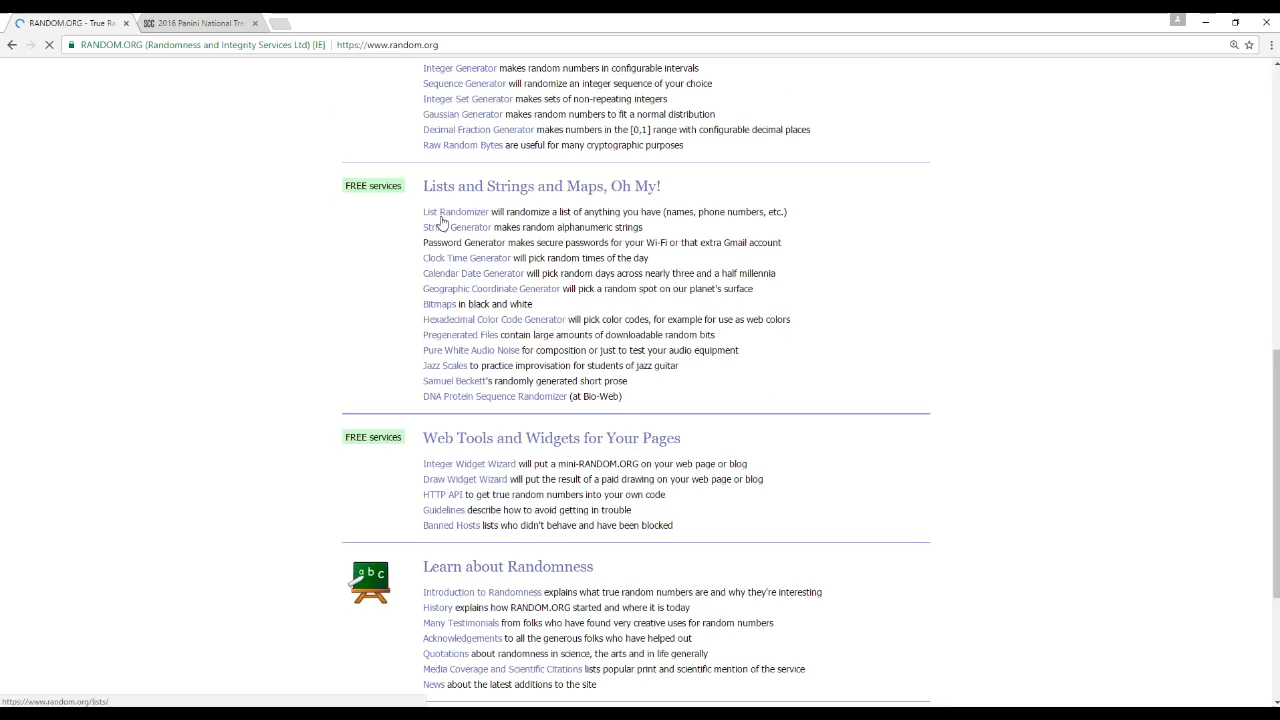 RANDOM.ORG - True Ra
SCC 2016 Panini National Tre
RANDOM.ORG (Randomness and Integrity Services Ltd) [IE] https://www.random.org
Integer Generator makes random numbers in configurable intervals
Sequence Generator will randomize an integer sequence of your choice
Integer Set Generator makes sets of non-repeating integers
Gaussian Generator makes random numbers to fit a normal distribution
Decimal Fraction Generator makes numbers in the [0,1] range with configurable decimal places
Raw Random Bytes are useful for many cryptographic purposes
FREE services Lists and Strings and Maps, Oh My!
List Randomizer will randomize a list of anything you have (names, phone numbers, etc.)
String Generator makes random alphanumeric strings
Password Generator makes secure passwords for your Wi-Fi or that extra Gmail account
Clock Time Generator will pick random times of the day
Calendar Date Generator will pick random days across nearly three and a half millennia
Geographic Coordinate Generator will pick a random spot on our planet's surface
Bitmaps in black and white
Hexadecimal Color Code Generator will pick color codes, for example for use as web colors
Pregenerated Files contain large amounts of downloadable random bits
Pure White Audio Noise for composition or just to test your audio equipment
Jazz Scales to practice improvisation for students of jazz guitar
Samuel Beckett's randomly generated short prose
DNA Protein Sequence Randomizer (at Bio-Web)
FREE services Web Tools and Widgets for Your Pages
Integer Widget Wizard will put a mini-RANDOM.ORG on your web page or blog
Draw Widget Wizard will put the result of a paid drawing on your web page or blog
HTTP API to get true random numbers into your own code
Guidelines describe how to avoid getting in trouble
Banned Hosts lists who didn't behave and have been blocked
a b c Learn about Randomness
Introduction to Randomness explains what true random numbers are and why they're interesting
History explains how RANDOM.ORG started and where it is today
Many Testimonials from folks who have found very creative uses for random numbers
Acknowledgements to all the generous folks who have helped out
Quotations about randomness in science, the arts and in life generally
Media Coverage and Scientific Citations lists popular print and scientific mention of the service
News about the latest additions to the site
https://www.random.org/lists/